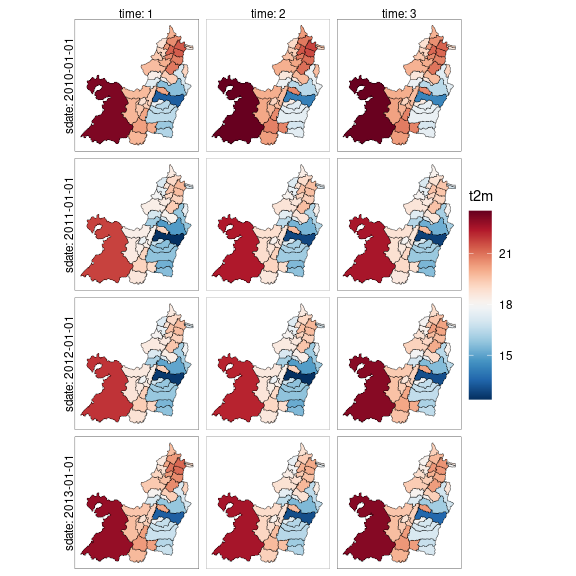 time: 1
time: 2
time: 3
sdate: 2010-01-01
sdate: 2011-01-01
sdate: 2012-01-01
sdate: 2013-01-01
t2m
21
18
15